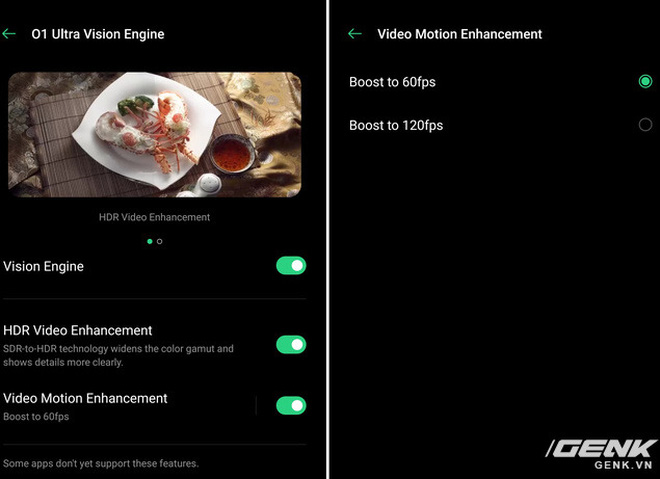 O1 Ultra Vision Engine
HDR Video Enhancement
Vision Engine
HDR Video Enhancement
SDR-to-HDR technology widens the color gamut and
shows details more clearly.
Video Motion Enhancement
Boost to 60fps
Some apps don't yet support these features.
Video Motion Enhancement
Boost to 60fps
Boost to 120fps
GENK
GENK.VN